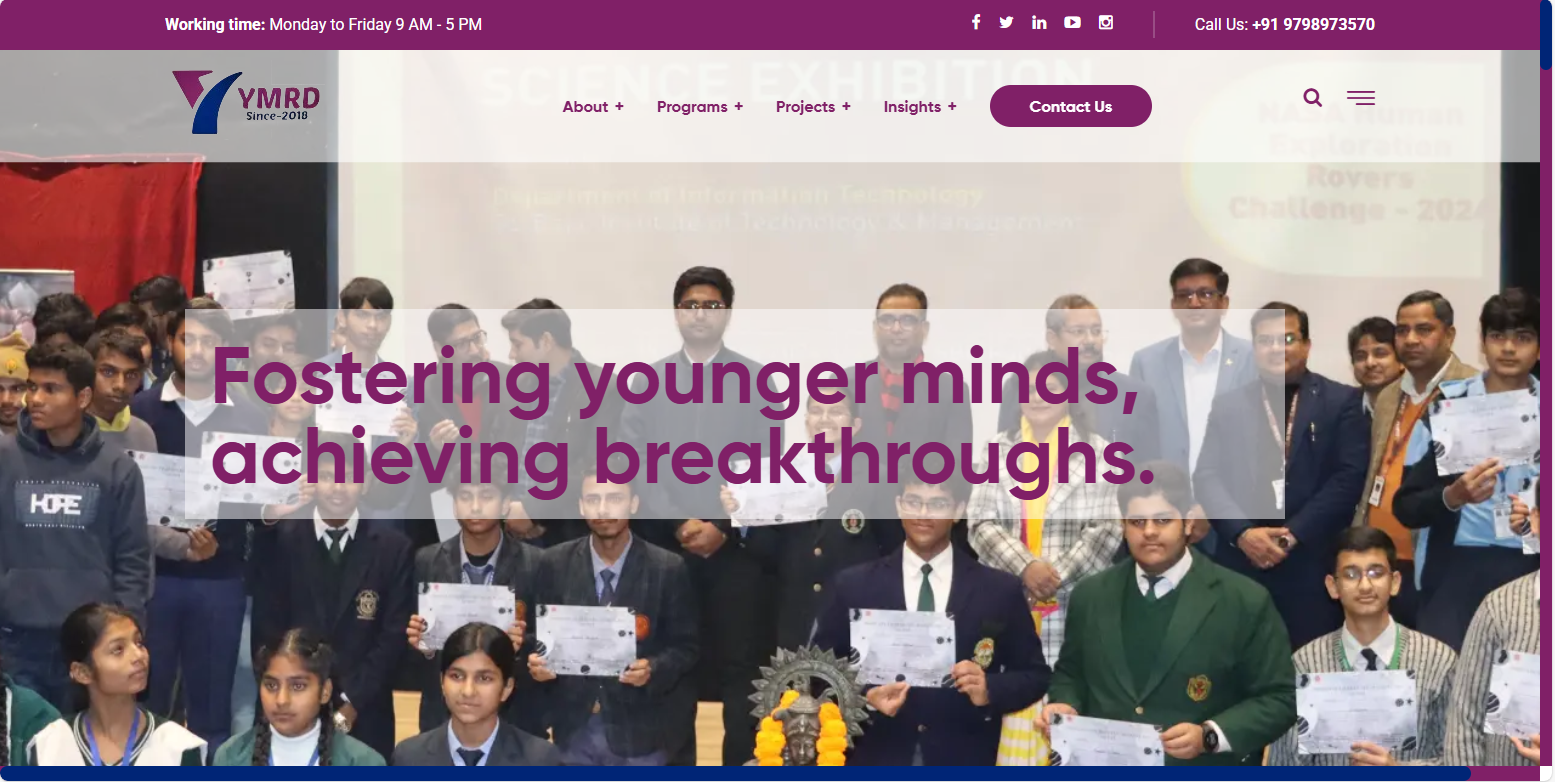 Working time: Monday to Friday 9 AM - 5 PM
Call Us: +91 9798973570
SCIENCE EXHIBITION
YMRD
Since-2018
About +
Programs +
Projects +
Insights +
Contact Us
NASA Human
Exploration
Rovers
Challenge - 2024
Department of Information Technology
Institute of Technology & Management
Fostering younger minds,
achieving breakthroughs.
HOPE